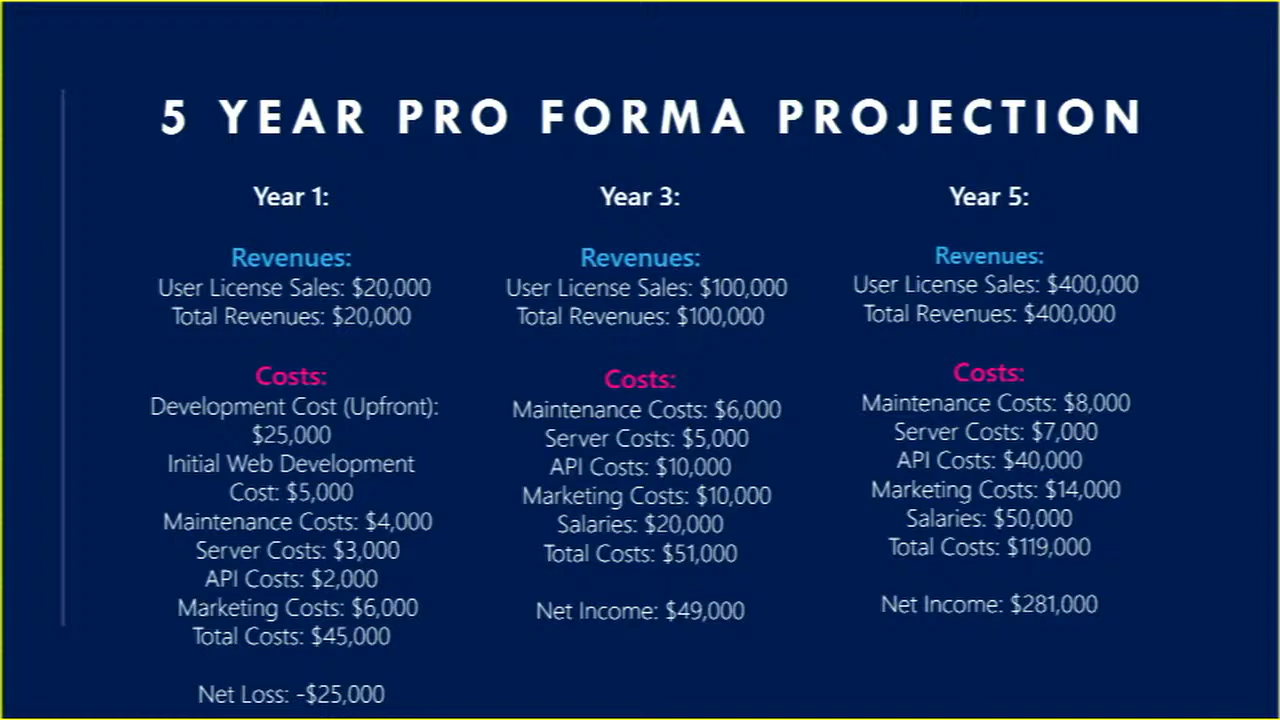 5 YEAR PRO FORMA PROJECTION
Year 1:
Revenues:
User License Sales: $20,000
Total Revenues: $20,000
Costs:
Development Cost (Upfront):
$25,000
Initial Web Development
Cost: $5,000
Maintenance Costs: $4,000
Server Costs: $3,000
API Costs: $2,000
Marketing Costs: $6,000
Total Costs: $45,000
Net Loss: -$25,000
Year 3:
Revenues:
User License Sales: $100,000
Total Revenues: $100,000
Costs:
Maintenance Costs: $6,000
Server Costs: $5,000
API Costs: $10,000
Marketing Costs: $10,000
Salaries: $20,000
Total Costs: $51,000
Net Income: $49,000
Year 5:
Revenues:
User License Sales: $400,000
Total Revenues: $400,000
Costs:
Maintenance Costs: $8,000
Server Costs: $7,000
API Costs: $40,000
Marketing Costs: $14,000
Salaries: $50,000
Total Costs: $119,000
Net Income: $281,000